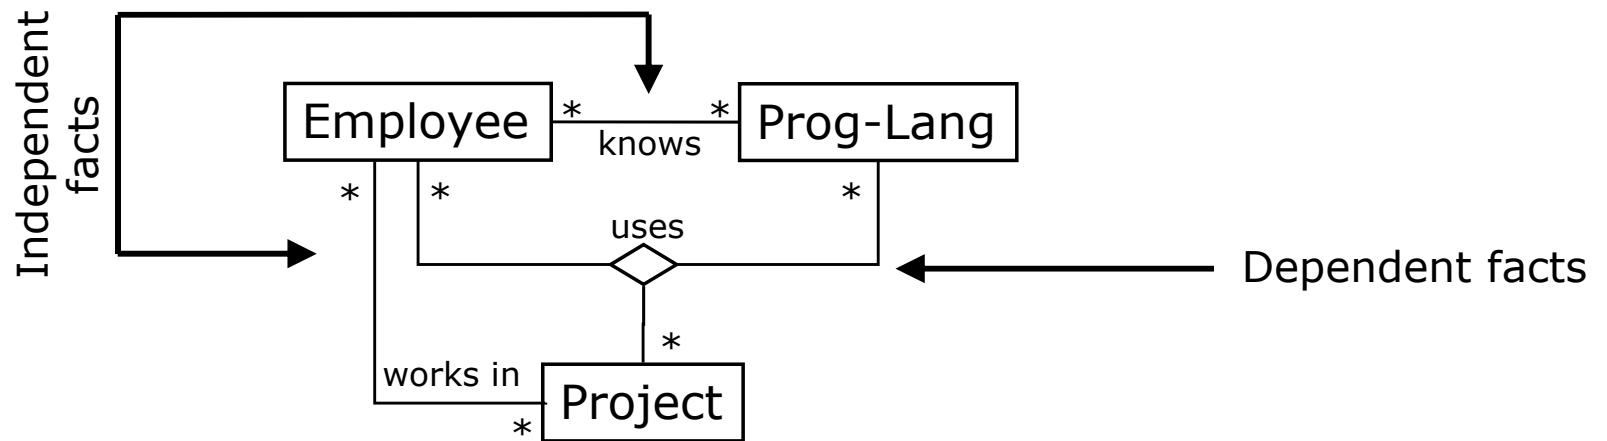 Independent
facts
Employee
*
*
knows
Prog-Lang
*
*
*
uses
Dependent facts
*
works in
Project
*